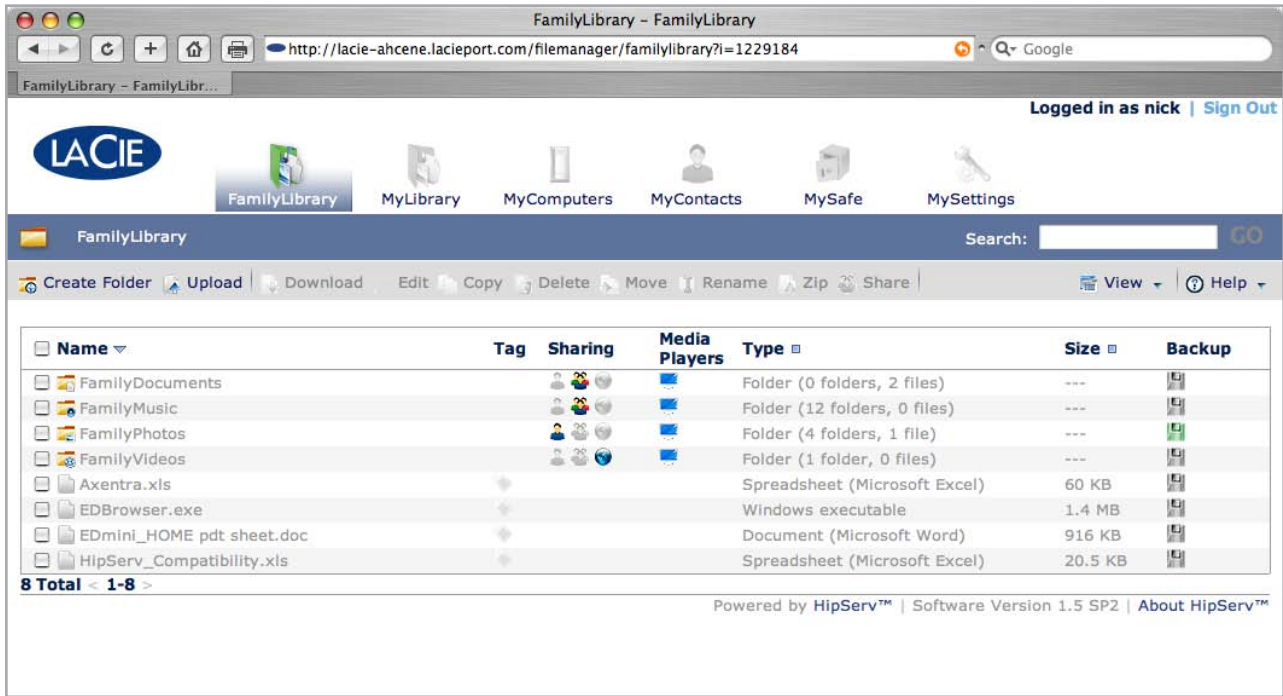 FamilyLibrary – FamilyLibrary
http://lacie-ahcene.lacieport.com/filemanager/familylibrary?i=1229184
Google
FamilyLibrary – FamilyLibr...
Logged in as nick | Sign Out
LACIE
FamilyLibrary MyLibrary MyComputers MyContacts MySafe MySettings
FamilyLibrary Search: GO
Create Folder Upload Download Edit Copy Delete Move Rename Zip Share View Help
Name Tag Sharing Media Players Type Size Backup
FamilyDocuments Folder (0 folders, 2 files) ---
FamilyMusic Folder (12 folders, 0 files) ---
FamilyPhotos Folder (4 folders, 1 file) ---
FamilyVideos Folder (1 folder, 0 files) ---
Axentra.xls Spreadsheet (Microsoft Excel) 60 KB
EDBrowser.exe Windows executable 1.4 MB
EDmini_HOME pdt sheet.doc Document (Microsoft Word) 916 KB
HipServ_Compatibility.xls Spreadsheet (Microsoft Excel) 20.5 KB
8 Total < 1-8 >
Powered by HipServ™ | Software Version 1.5 SP2 | About HipServ™